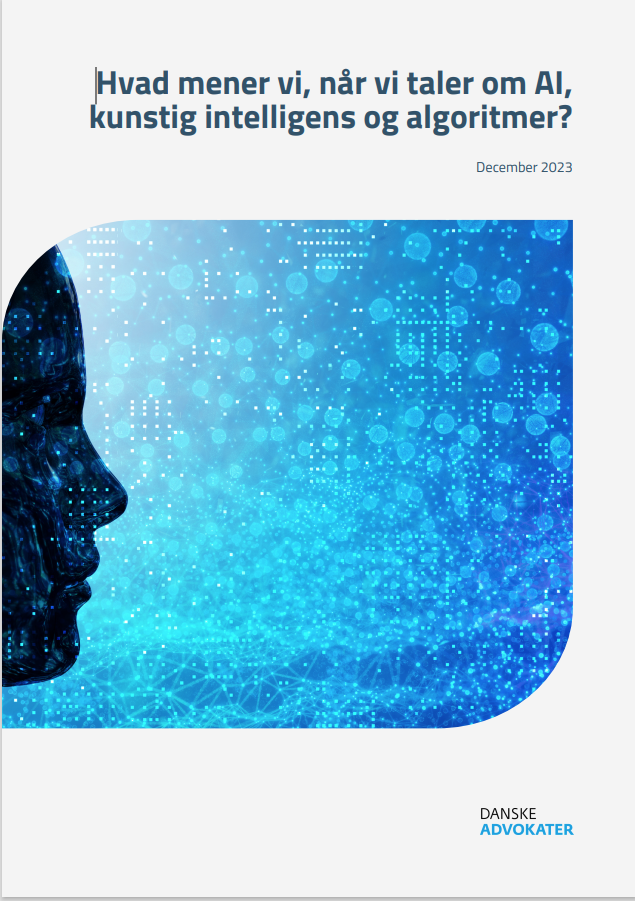 Hvad mener vi, når vi taler om AI,
kunstig intelligens og algoritmer?
December 2023
DANSKE
ADVOKATER